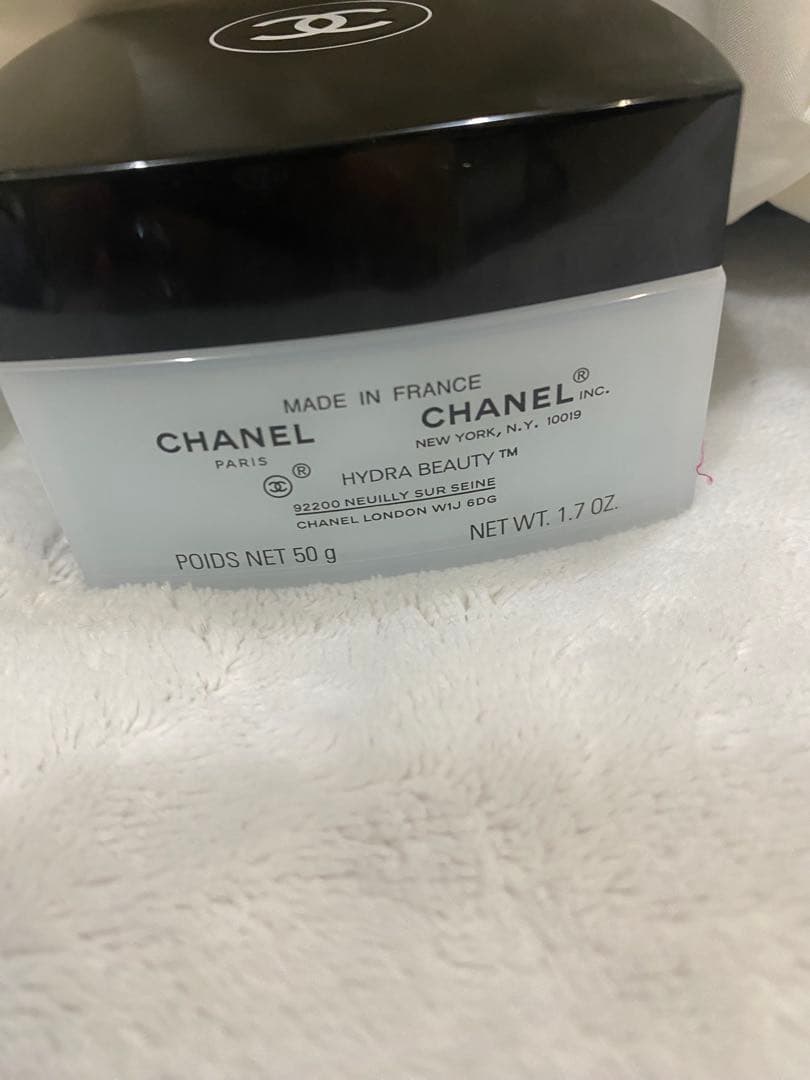 MADE IN FRANCE
CHANEL
PARIS
CHANEL® INC.
NEW YORK, N.Y. 10019
®
HYDRA BEAUTY™
92200 NEUILLY SUR SEINE
CHANEL LONDON W1J 6DG
POIDS NET 50 g
NET WT. 1.7 OZ.